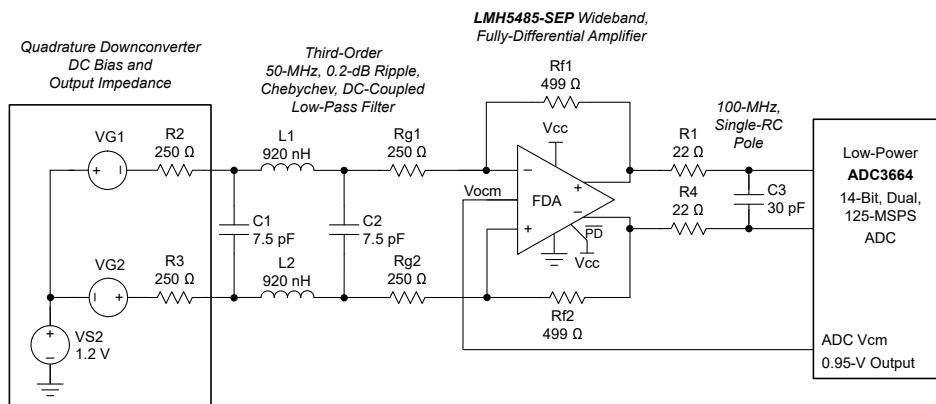 LMH5485-SEP Wideband,
Fully-Differential Amplifier
Quadrature Downconverter
DC Bias and
Output Impedance
Third-Order
50-MHz, 0.2-dB Ripple,
Chebychev, DC-Coupled
Low-Pass Filter
Rf1
499 Ω
100-MHz,
Single-RC
Pole
VG1
R2
250 Ω
L1
920 nH
Rg1
250 Ω
Vcc
R1
22 Ω
Low-Power
ADC3664
14-Bit, Dual,
125-MSPS
ADC
Vocm
FDA
C1
7.5 pF
C2
7.5 pF
R4
22 Ω
C3
30 pF
PD
Vcc
VG2
R3
250 Ω
L2
920 nH
Rg2
250 Ω
Rf2
499 Ω
VS2
1.2 V
ADC Vcm
0.95-V Output